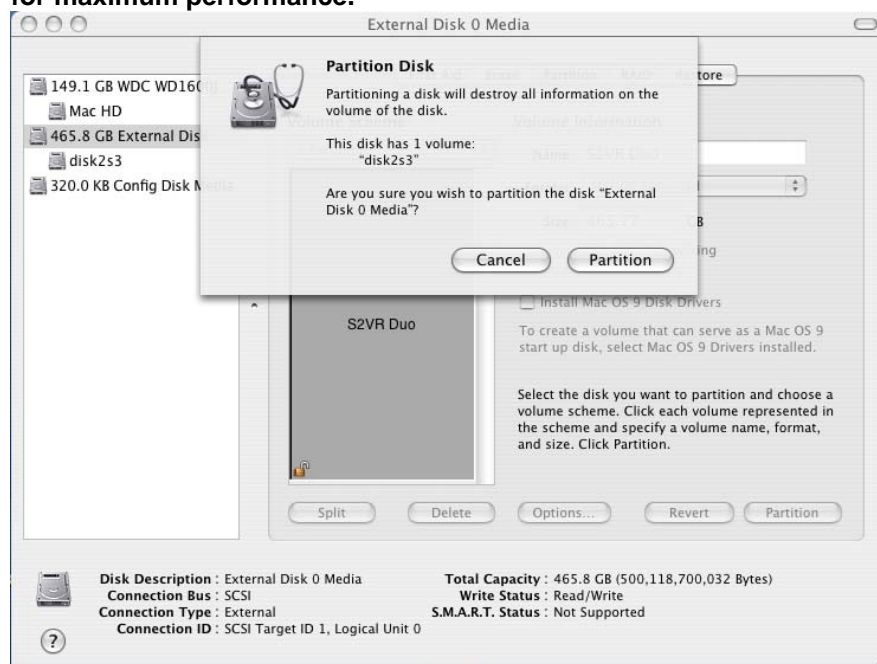 for maximum performance.
External Disk 0 Media
Partition Disk
Partitioning a disk will destroy all information on the
volume of the disk.
This disk has 1 volume:
"disk2s3"
Are you sure you wish to partition the disk "External
Disk 0 Media"?
Cancel
Partition
149.1 GB WDC WD160
Mac HD
465.8 GB External Dis
disk2s3
320.0 KB Config Disk M
tore
B
ing
Install Mac OS 9 Disk Drivers
To create a volume that can serve as a Mac OS 9
start up disk, select Mac OS 9 Drivers installed.
S2VR Duo
Select the disk you want to partition and choose a
volume scheme. Click each volume represented in
the scheme and specify a volume name, format,
and size. Click Partition.
Split
Delete
Options...
Revert
Partition
Disk Description : External Disk 0 Media
Connection Bus : SCSI
Connection Type : External
Connection ID : SCSI Target ID 1, Logical Unit 0
Total Capacity : 465.8 GB (500,118,700,032 Bytes)
Write Status : Read/Write
S.M.A.R.T. Status : Not Supported
?